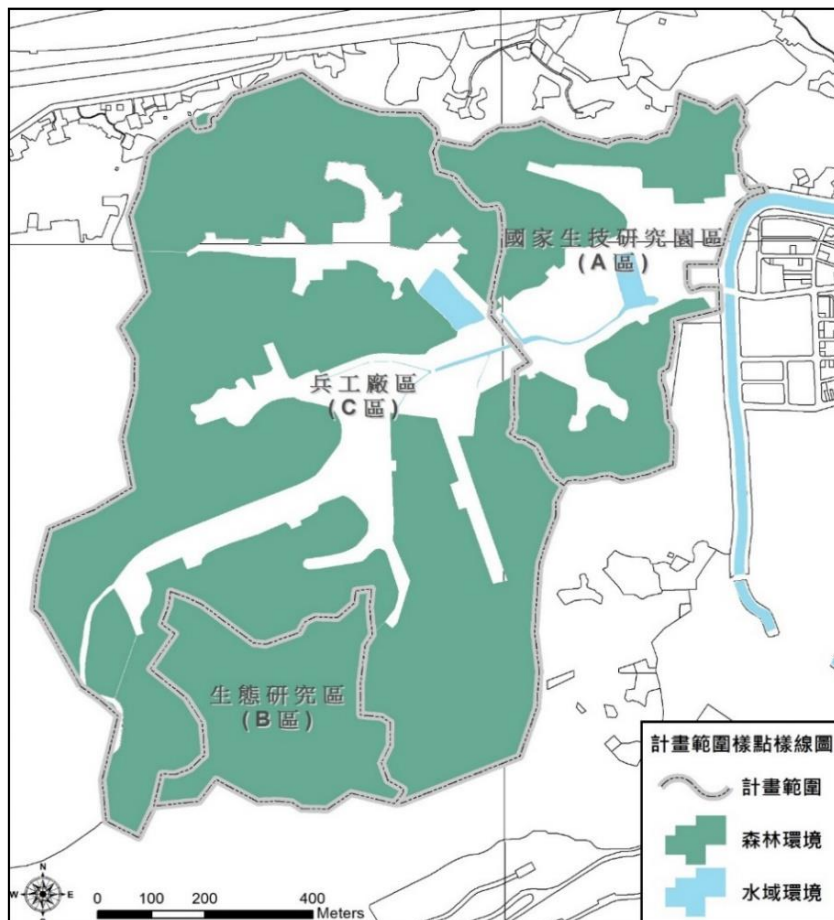 國家生技研究園區
(A區)
兵工廠區
(C區)
生態研究區
(B區)
計畫範圍樣點樣線圖
計畫範圍
森林環境
水域環境
N
W
E
S
0 100 200 400
Meters